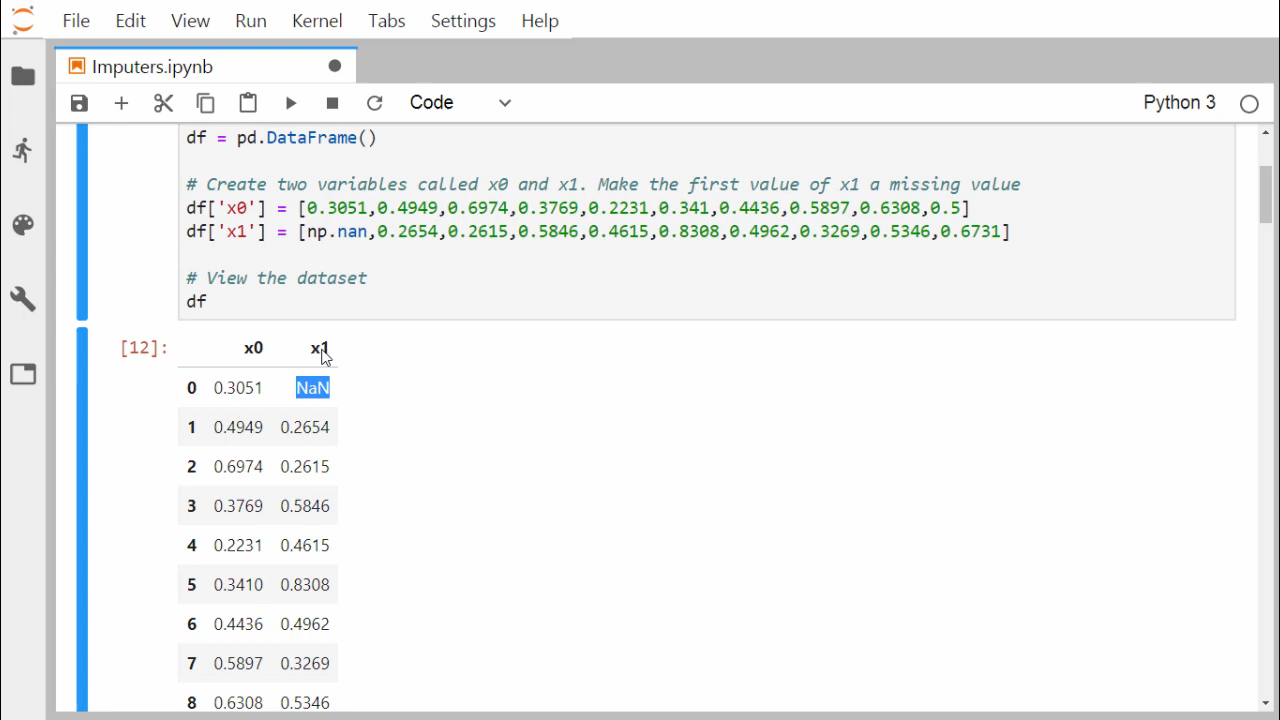 File Edit View Run Kernel Tabs Settings Help
Imputers.ipynb
Code
Python 3
df = pd.DataFrame()
# Create two variables called x0 and x1. Make the first value of x1 a missing value
df['x0'] = [0.3051,0.4949,0.6974,0.3769,0.2231,0.341,0.4436,0.5897,0.6308,0.5]
df['x1'] = [np.nan,0.2654,0.2615,0.5846,0.4615,0.8308,0.4962,0.3269,0.5346,0.6731]
# View the dataset
df
[12]: x0 x1
0 0.3051 NaN
1 0.4949 0.2654
2 0.6974 0.2615
3 0.3769 0.5846
4 0.2231 0.4615
5 0.3410 0.8308
6 0.4436 0.4962
7 0.5897 0.3269
8 0.6308 0.5346